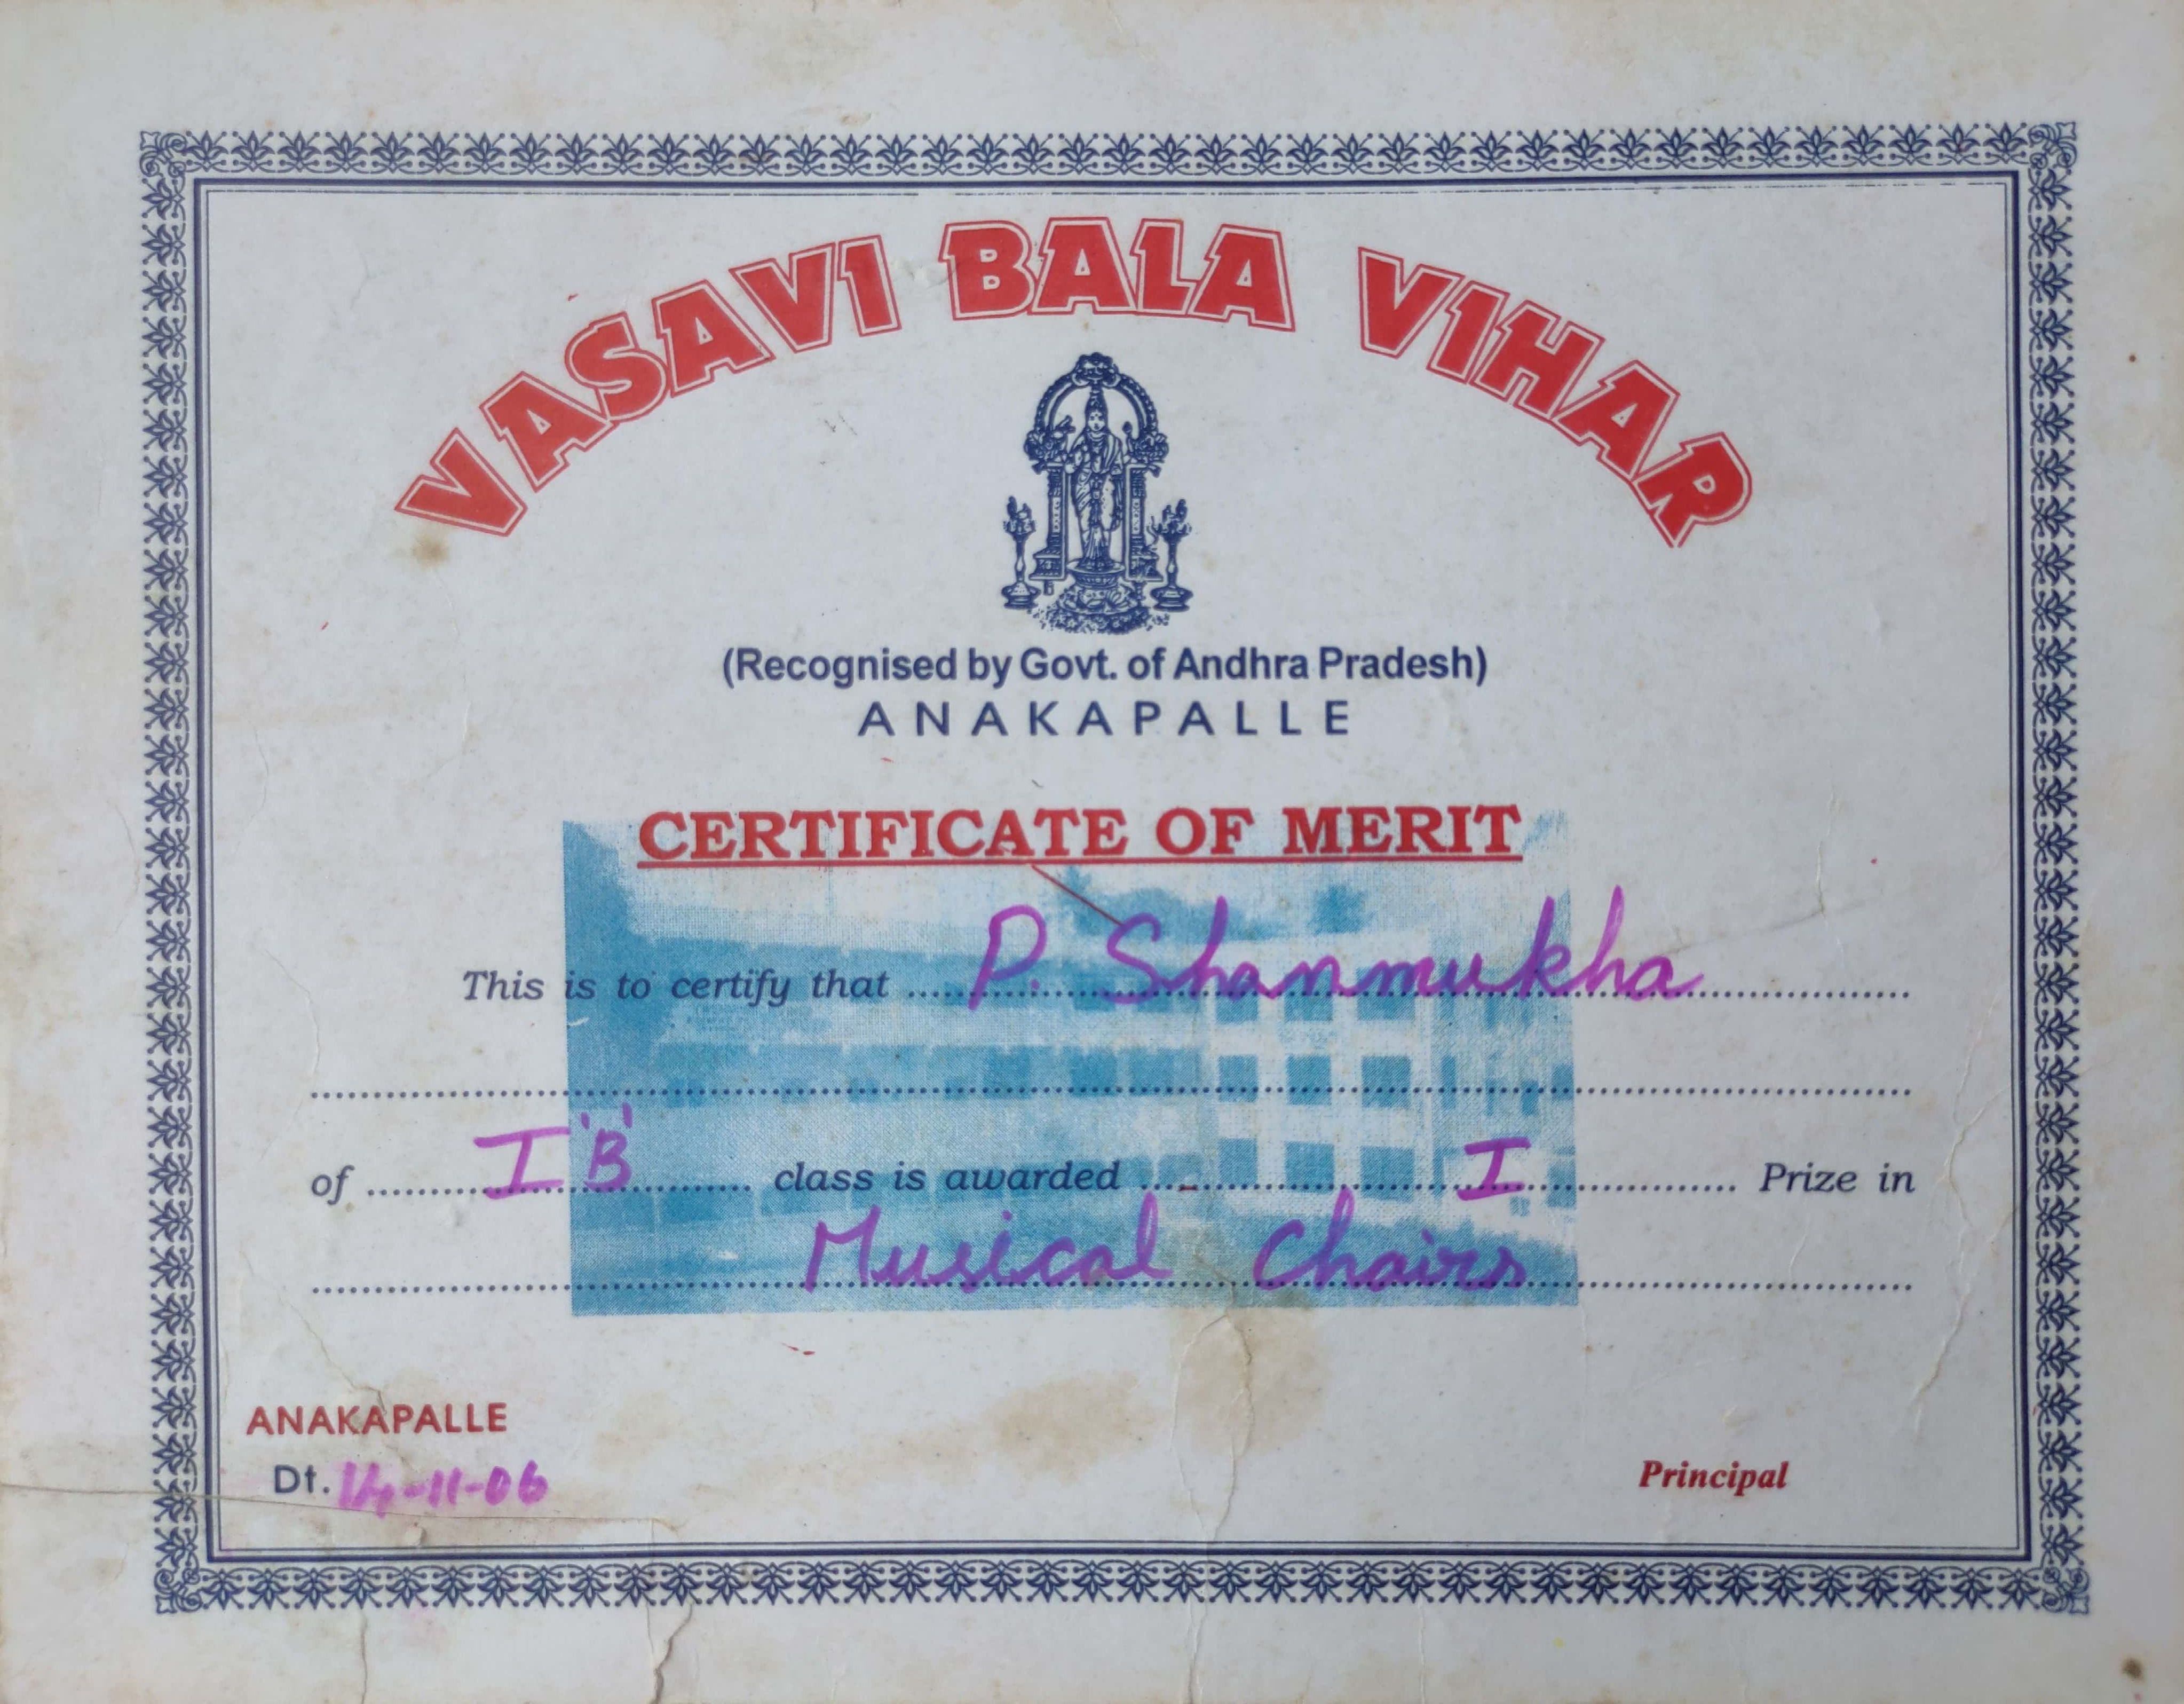 VASAVI BALA VIHAR
(Recognised by Govt. of Andhra Pradesh)
ANAKAPALLE
CERTIFICATE OF MERIT
This is to certify that ..... P. Shanmukha .....
of ..... I 'B' ..... class is awarded ..... I ..... Prize in
Musical Chairs
ANAKAPALLE
Dt. 14-11-06
Principal